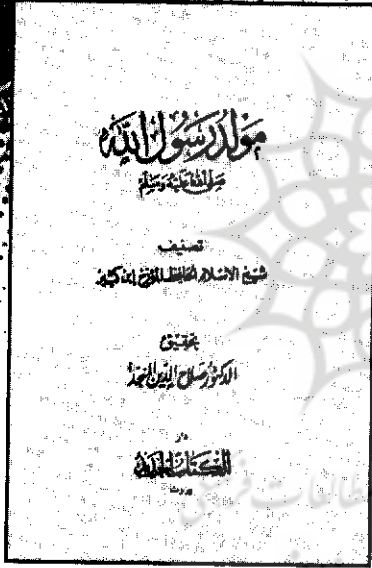 مولد رسول الله
صلى الله عليه وسلم
تصنيف
شيخ الاسلام الحافظ المؤرخ ابن كثير
بتحقيق
الدكتور صلاح الدين المنجد
دار
الكتاب الجديد
بيروت